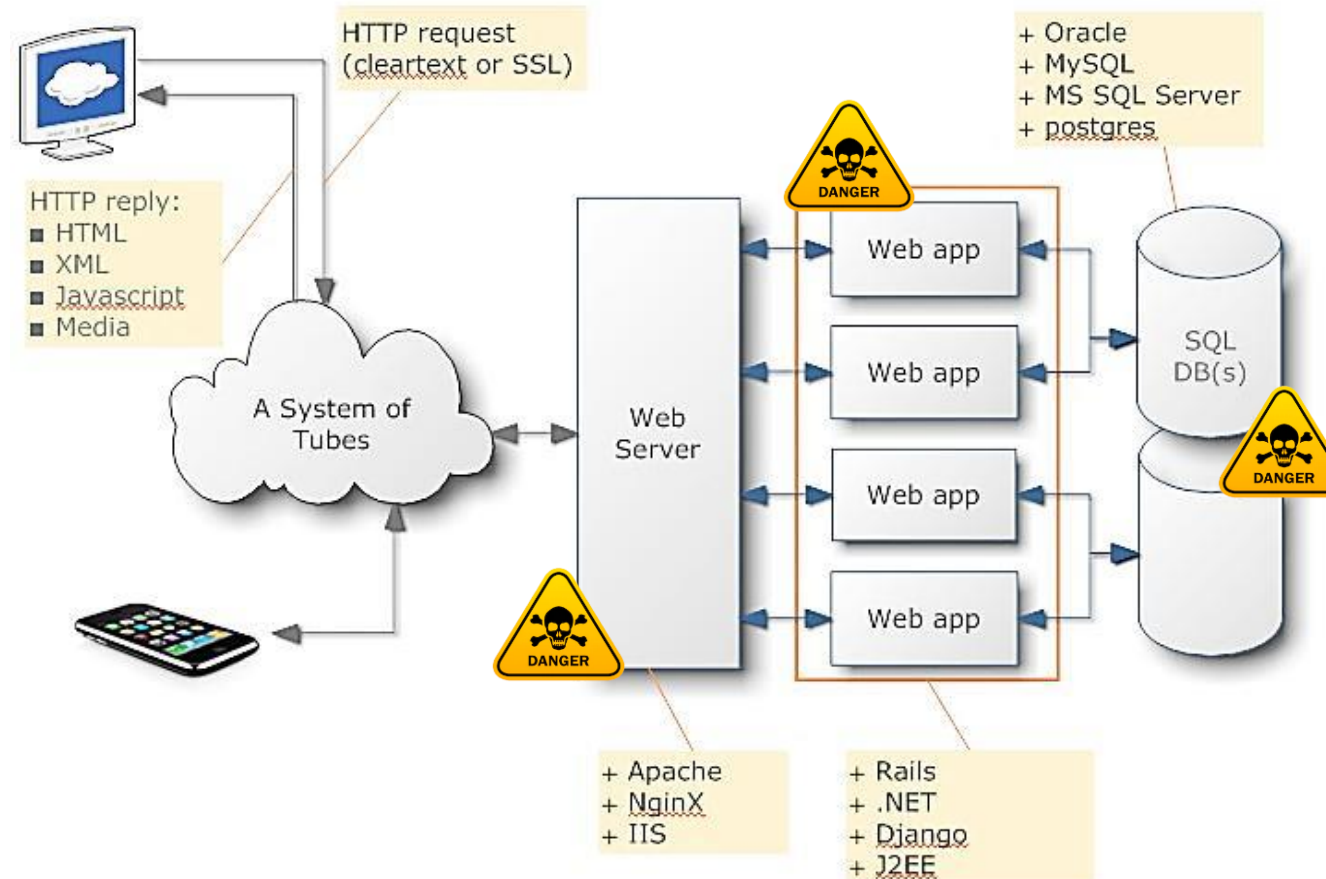 HTTP request
(cleartext or SSL)
+ Oracle
+ MySQL
+ MS SQL Server
+ postgres
DANGER
HTTP reply:
■ HTML
■ XML
■ Javascript
■ Media
Web app
Web app
Web app
Web app
SQL
DB(s)
A System of
Tubes
Web
Server
DANGER
DANGER
+ Apache
+ NginX
+ IIS
+ Rails
+ .NET
+ Django
+ J2EE